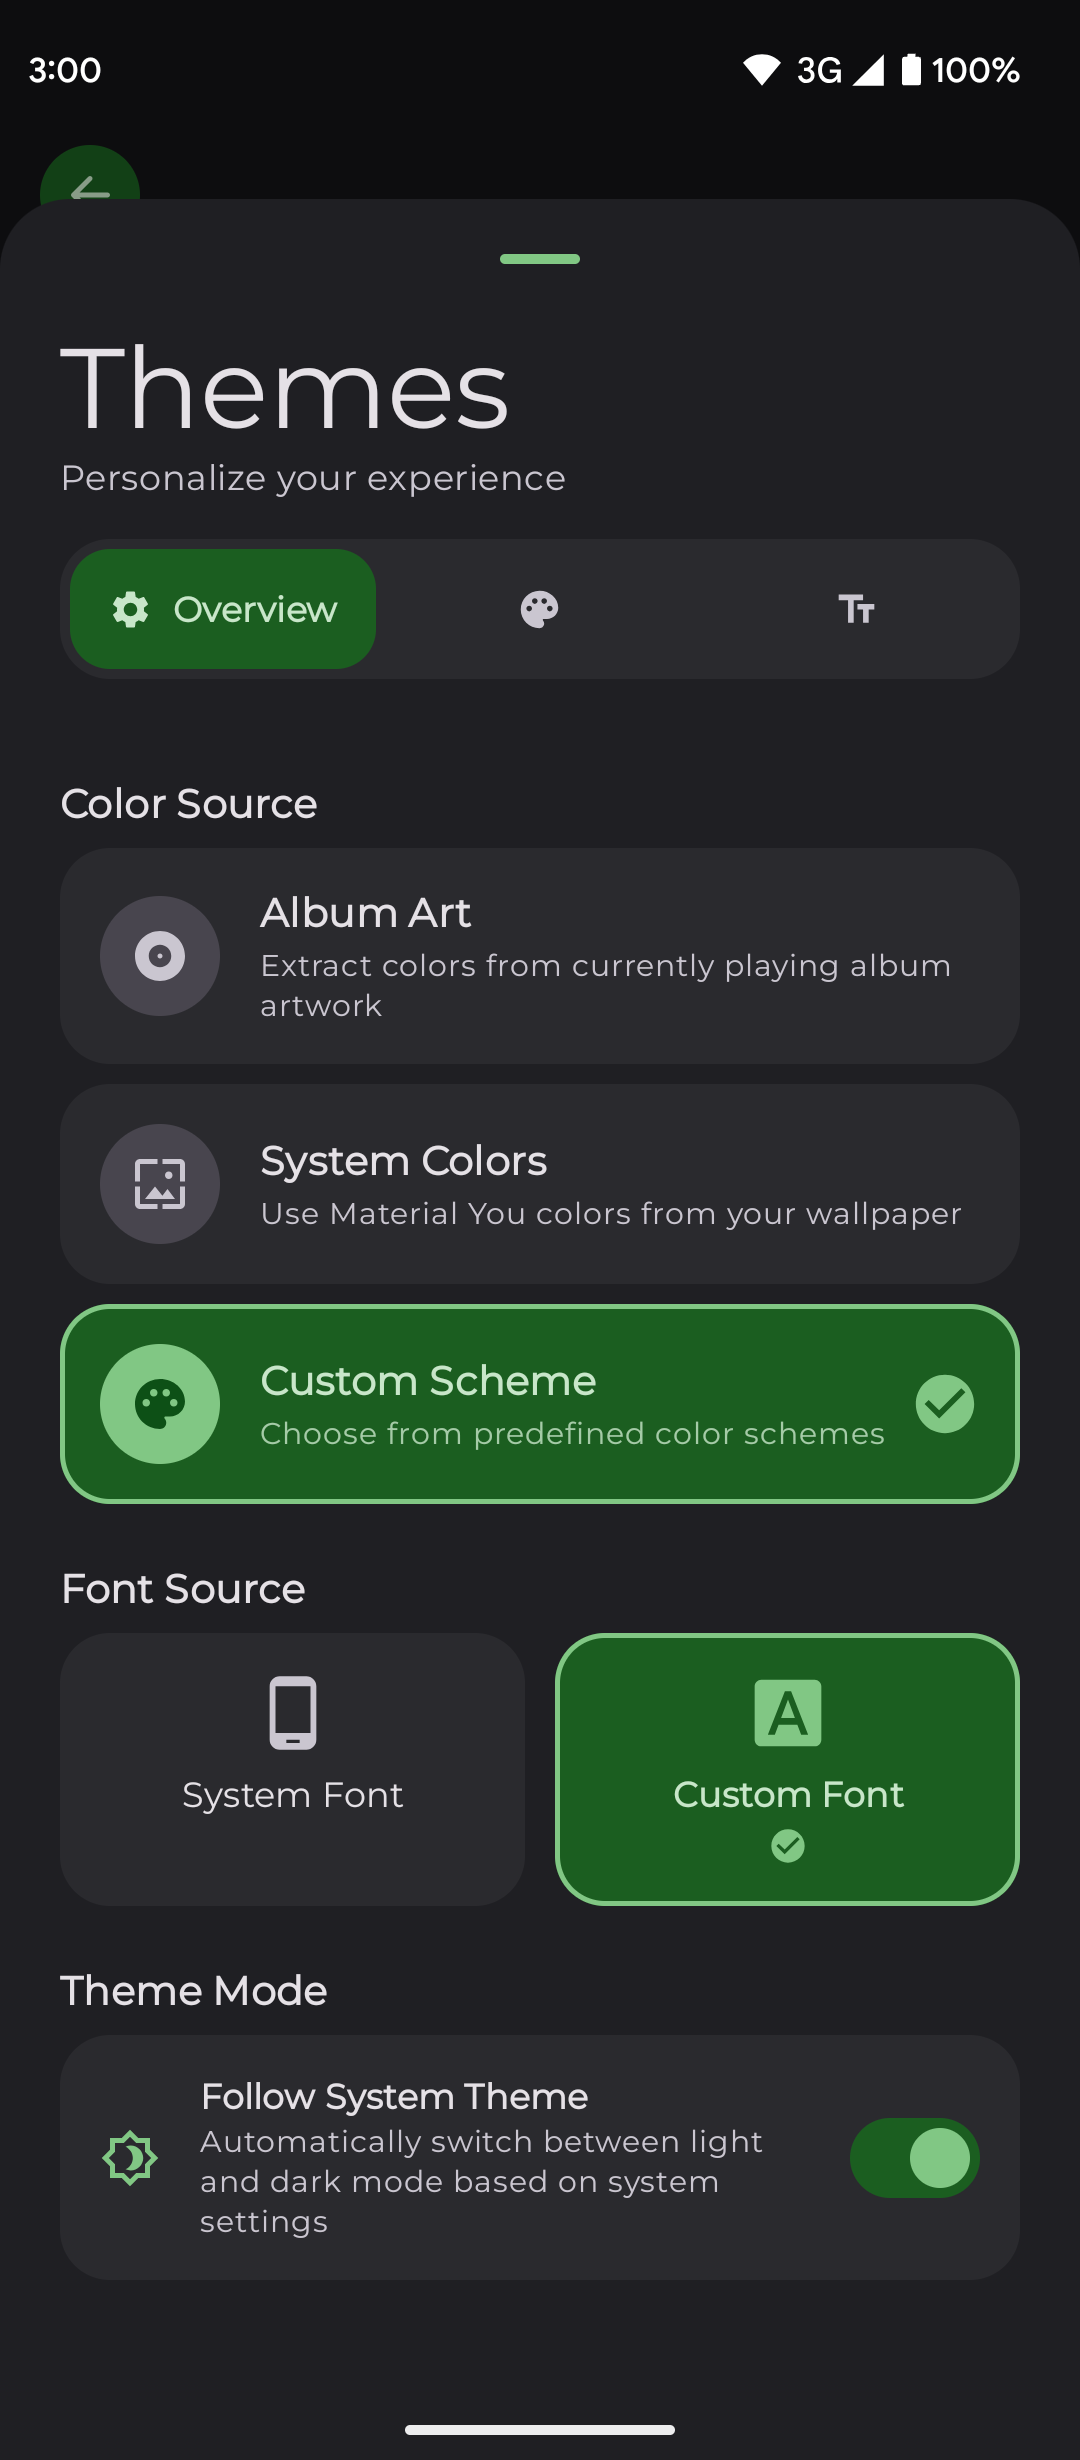 3:00
3G 100%
Themes
Personalize your experience
Overview
Color Source
Album Art
Extract colors from currently playing album
artwork
System Colors
Use Material You colors from your wallpaper
Custom Scheme
Choose from predefined color schemes
Font Source
System Font
Custom Font
Theme Mode
Follow System Theme
Automatically switch between light
and dark mode based on system
settings